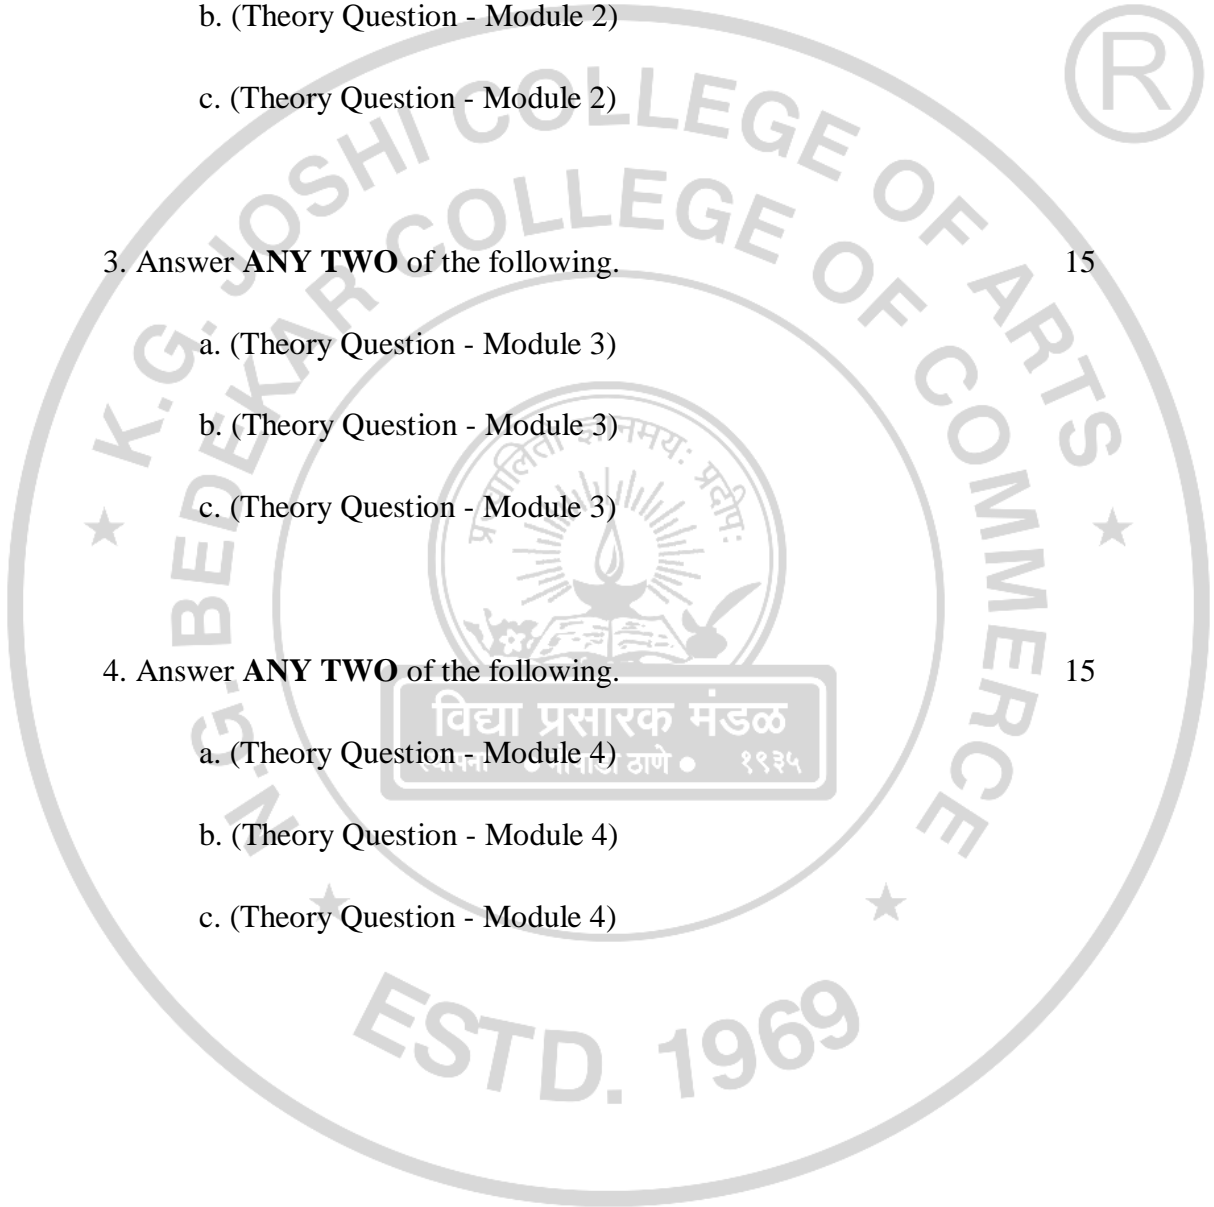 b. (Theory Question - Module 2)
c. (Theory Question - Module 2)
3. Answer ANY TWO of the following. 15
a. (Theory Question - Module 3)
b. (Theory Question - Module 3)
c. (Theory Question - Module 3)
4. Answer ANY TWO of the following. 15
a. (Theory Question - Module 4)
b. (Theory Question - Module 4)
c. (Theory Question - Module 4)
K.G. JOSHI COLLEGE OF ARTS
N.G. BEDEKAR COLLEGE OF COMMERCE
ESTD. 1969
R
प्रदीपः
विद्या प्रसारक मंडळ
ठाणे ● १९३५